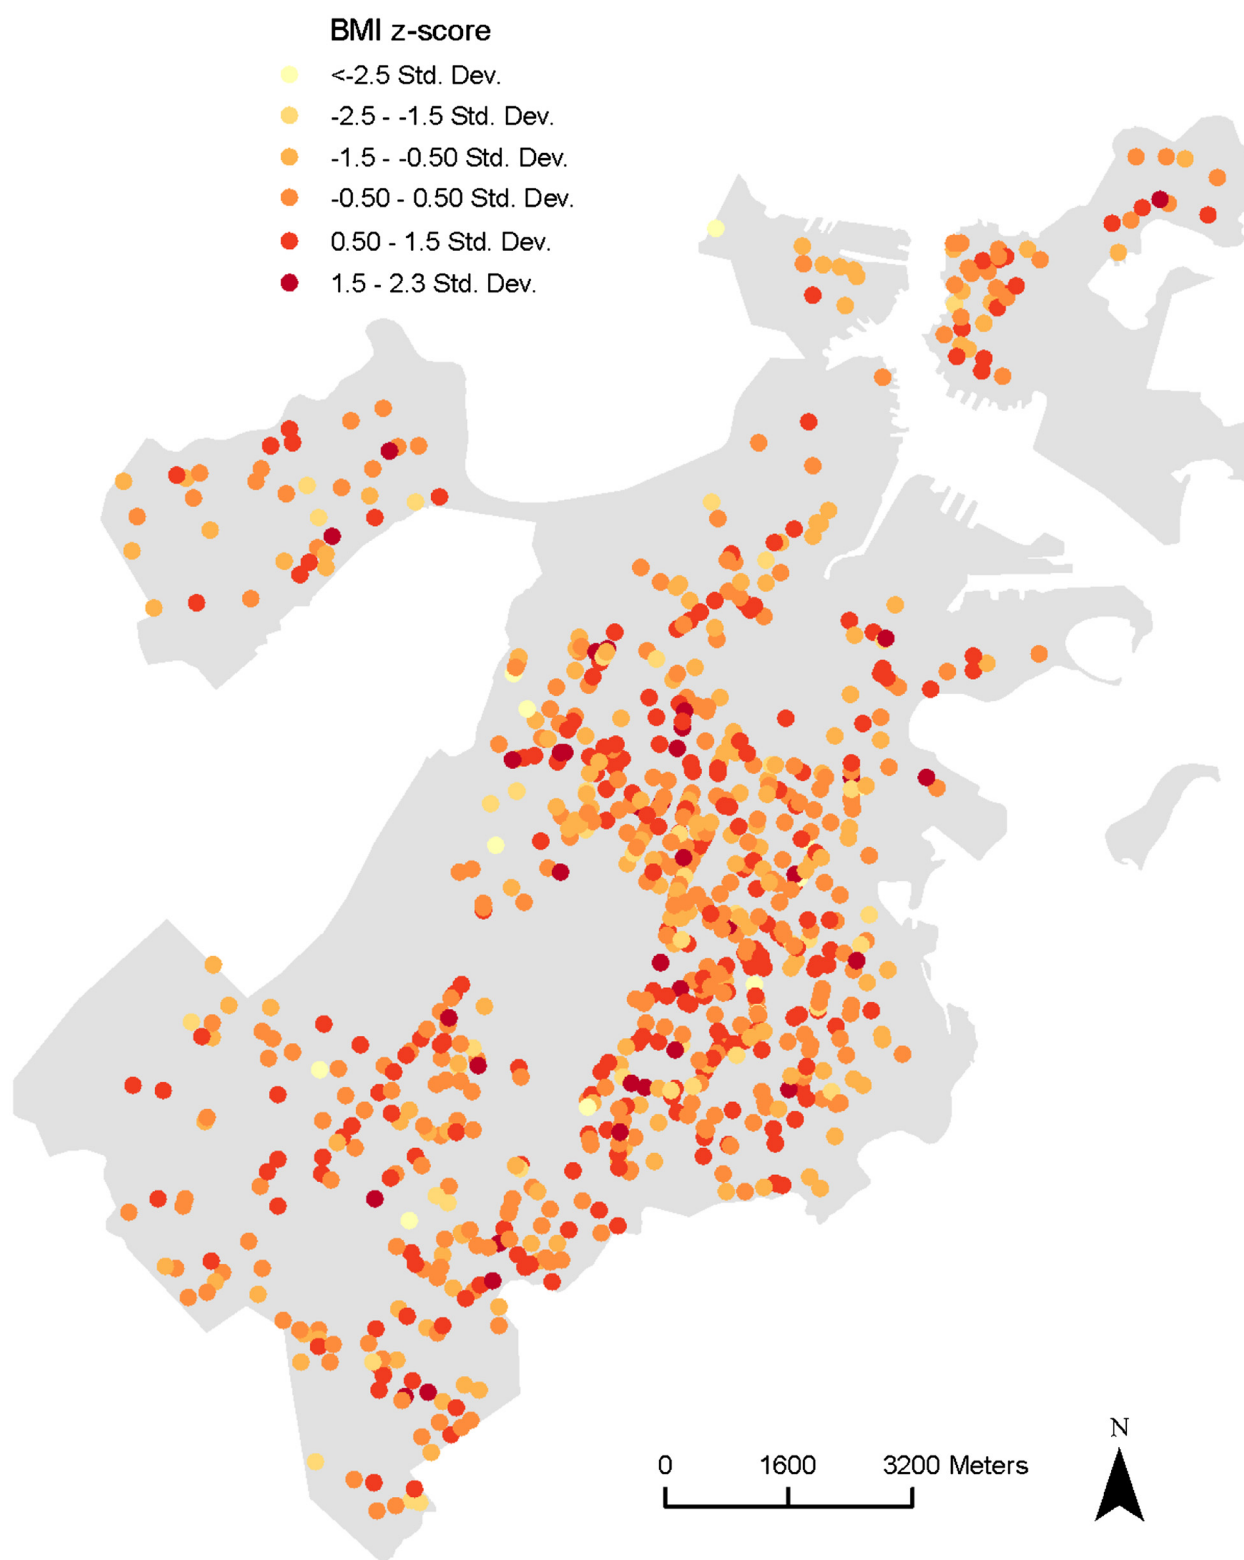 BMI z-score
<-2.5 Std. Dev.
-2.5 - -1.5 Std. Dev.
-1.5 - -0.50 Std. Dev.
-0.50 - 0.50 Std. Dev.
0.50 - 1.5 Std. Dev.
1.5 - 2.3 Std. Dev.
N
0 1600 3200 Meters